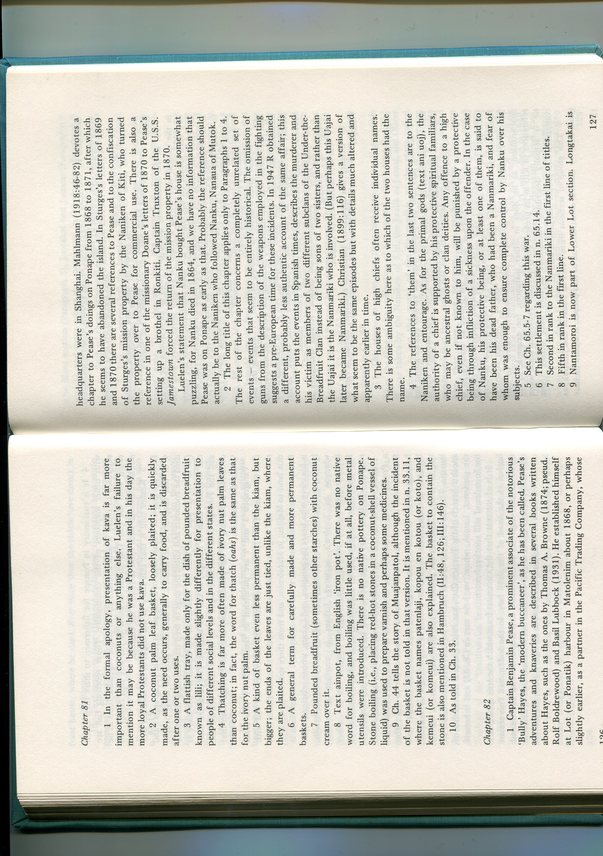 Chapter 81
1 In the formal apology, presentation of kava is far more
important than coconuts or anything else. Luelen's failure to
mention it may be because he was a Protestant and in his day the
more loyal Protestants did not use kava.
2 A coconut palm leaf basket, loosely plaited; it is quickly
made, as the need occurs, generally to carry food, and is discarded
after one or two uses.
3 A flattish tray, made only for the dish of pounded breadfruit
known as lili; it is made slightly differently for presentation to
people of different social levels and in the different states.
4 Thatching is far more often made of ivory nut palm leaves
than coconut; in fact, the word for thatch (oahs) is the same as that
for the ivory nut palm.
5 A kind of basket even less permanent than the kiam, but
bigger; the ends of the leaves are just tied, unlike the kiam, where
they are plaited.
6 A general term for carefully made and more permanent
baskets.
7 Pounded breadfruit (sometimes other starches) with coconut
cream over it.
8 Text ainpot, from English 'iron pot'. There was no native
word for boiling, and boiling was little used, if at all, before metal
utensils were introduced. There is no native pottery on Ponape.
Stone boiling (i.e., placing red-hot stones in a coconut-shell vessel of
liquid) was used to prepare varnish and perhaps some medicines.
9 Ch. 44 tells the story of Muajanpatol, although the incident
of the basket is not told in that version. It is mentioned in n. 33.11,
where the basket names patenlaji, kopou en kotou (or koto), and
kemeui (or komeui) are also explained. The basket to contain the
stone is also mentioned in Hambruch (II:48, 126; III:146).
10 As told in Ch. 33.
Chapter 82
1 Captain Benjamin Pease, a prominent associate of the notorious
'Bully' Hayes, the 'modern buccaneer', as he has been called. Pease's
adventures and knaveries are described in several books written
about Hayes, such as the ones by Thomas A. Browne (1874; pseud.
Rolf Boldrewood) and Basil Lubbock (1931). He established himself
at Lot (or Ponatik) harbour in Matolenim about 1868, or perhaps
slightly earlier, as a partner in the Pacific Trading Company, whose
126
headquarters were in Shanghai. Mahlmann (1918:46-82) devotes a
chapter to Pease's doings on Ponape from 1868 to 1871, after which
he seems to have abandoned the island. In Sturges's letters of 1869
and 1870 there are several references to Pease and to the confiscation
of Sturges's mission property by the Naniken of Kiti, who turned
the property over to Pease for commercial use. There is also a
reference in one of the missionary Doane's letters of 1870 to Pease's
setting up a brothel in Ronkiti. Captain Truxton of the U.S.S.
Jamestown forced the return of the mission property in 1870.
Luelen's statement that Nanku bought Pease's house is somewhat
puzzling, for Nanku died in 1864, and we have no information that
Pease was on Ponape as early as that. Probably the reference should
actually be to the Naniken who followed Nanku, Nanaua of Mutok.
2 The long title of this chapter applies only to Paragraphs 1 to 4.
The rest of the chapter concerns a completely unrelated set of
events – events that seem to be entirely historical. The omission of
guns from the description of the weapons employed in the fighting
suggests a pre-European time for these incidents. In 1947 R obtained
a different, probably less authentic account of the same affair; this
account puts the events in Spanish times, describes the murderer and
his victim as members of two different subclans of the Under-the-
Breadfruit Clan instead of being sons of two sisters, and rather than
the Uajai it is the Nanmariki who is involved. (But perhaps this Uajai
later became Nanmariki.) Christian (1899:116) gives a version of
what seem to be the same episodes but with details much altered and
apparently earlier in time.
3 The houses of high chiefs often receive individual names.
There is some ambiguity here as to which of the two houses had the
name.
4 The references to 'them' in the last two sentences are to the
Naniken and entourage. As for the primal gods (text ani uoj), the
authority of a chief is supported by his protective spiritual familiars,
who may be ancestral ghosts or clan deities. Any offence to a high
chief, even if not known to him, will be punished by a protective
being through infliction of a sickness upon the offender. In the case
of Nanku, his protective being, or at least one of them, is said to
have been his dead father, who had been a Nanmariki, and fear of
whom was enough to ensure complete control by Nanku over his
subjects.
5 See Ch. 65.5-7 regarding this war.
6 This settlement is discussed in n. 65.14.
7 Second in rank to the Nanmariki in the first line of titles.
8 Fifth in rank in the first line.
9 Nantamoroi is now part of Lower Lot section. Longtakai is
127